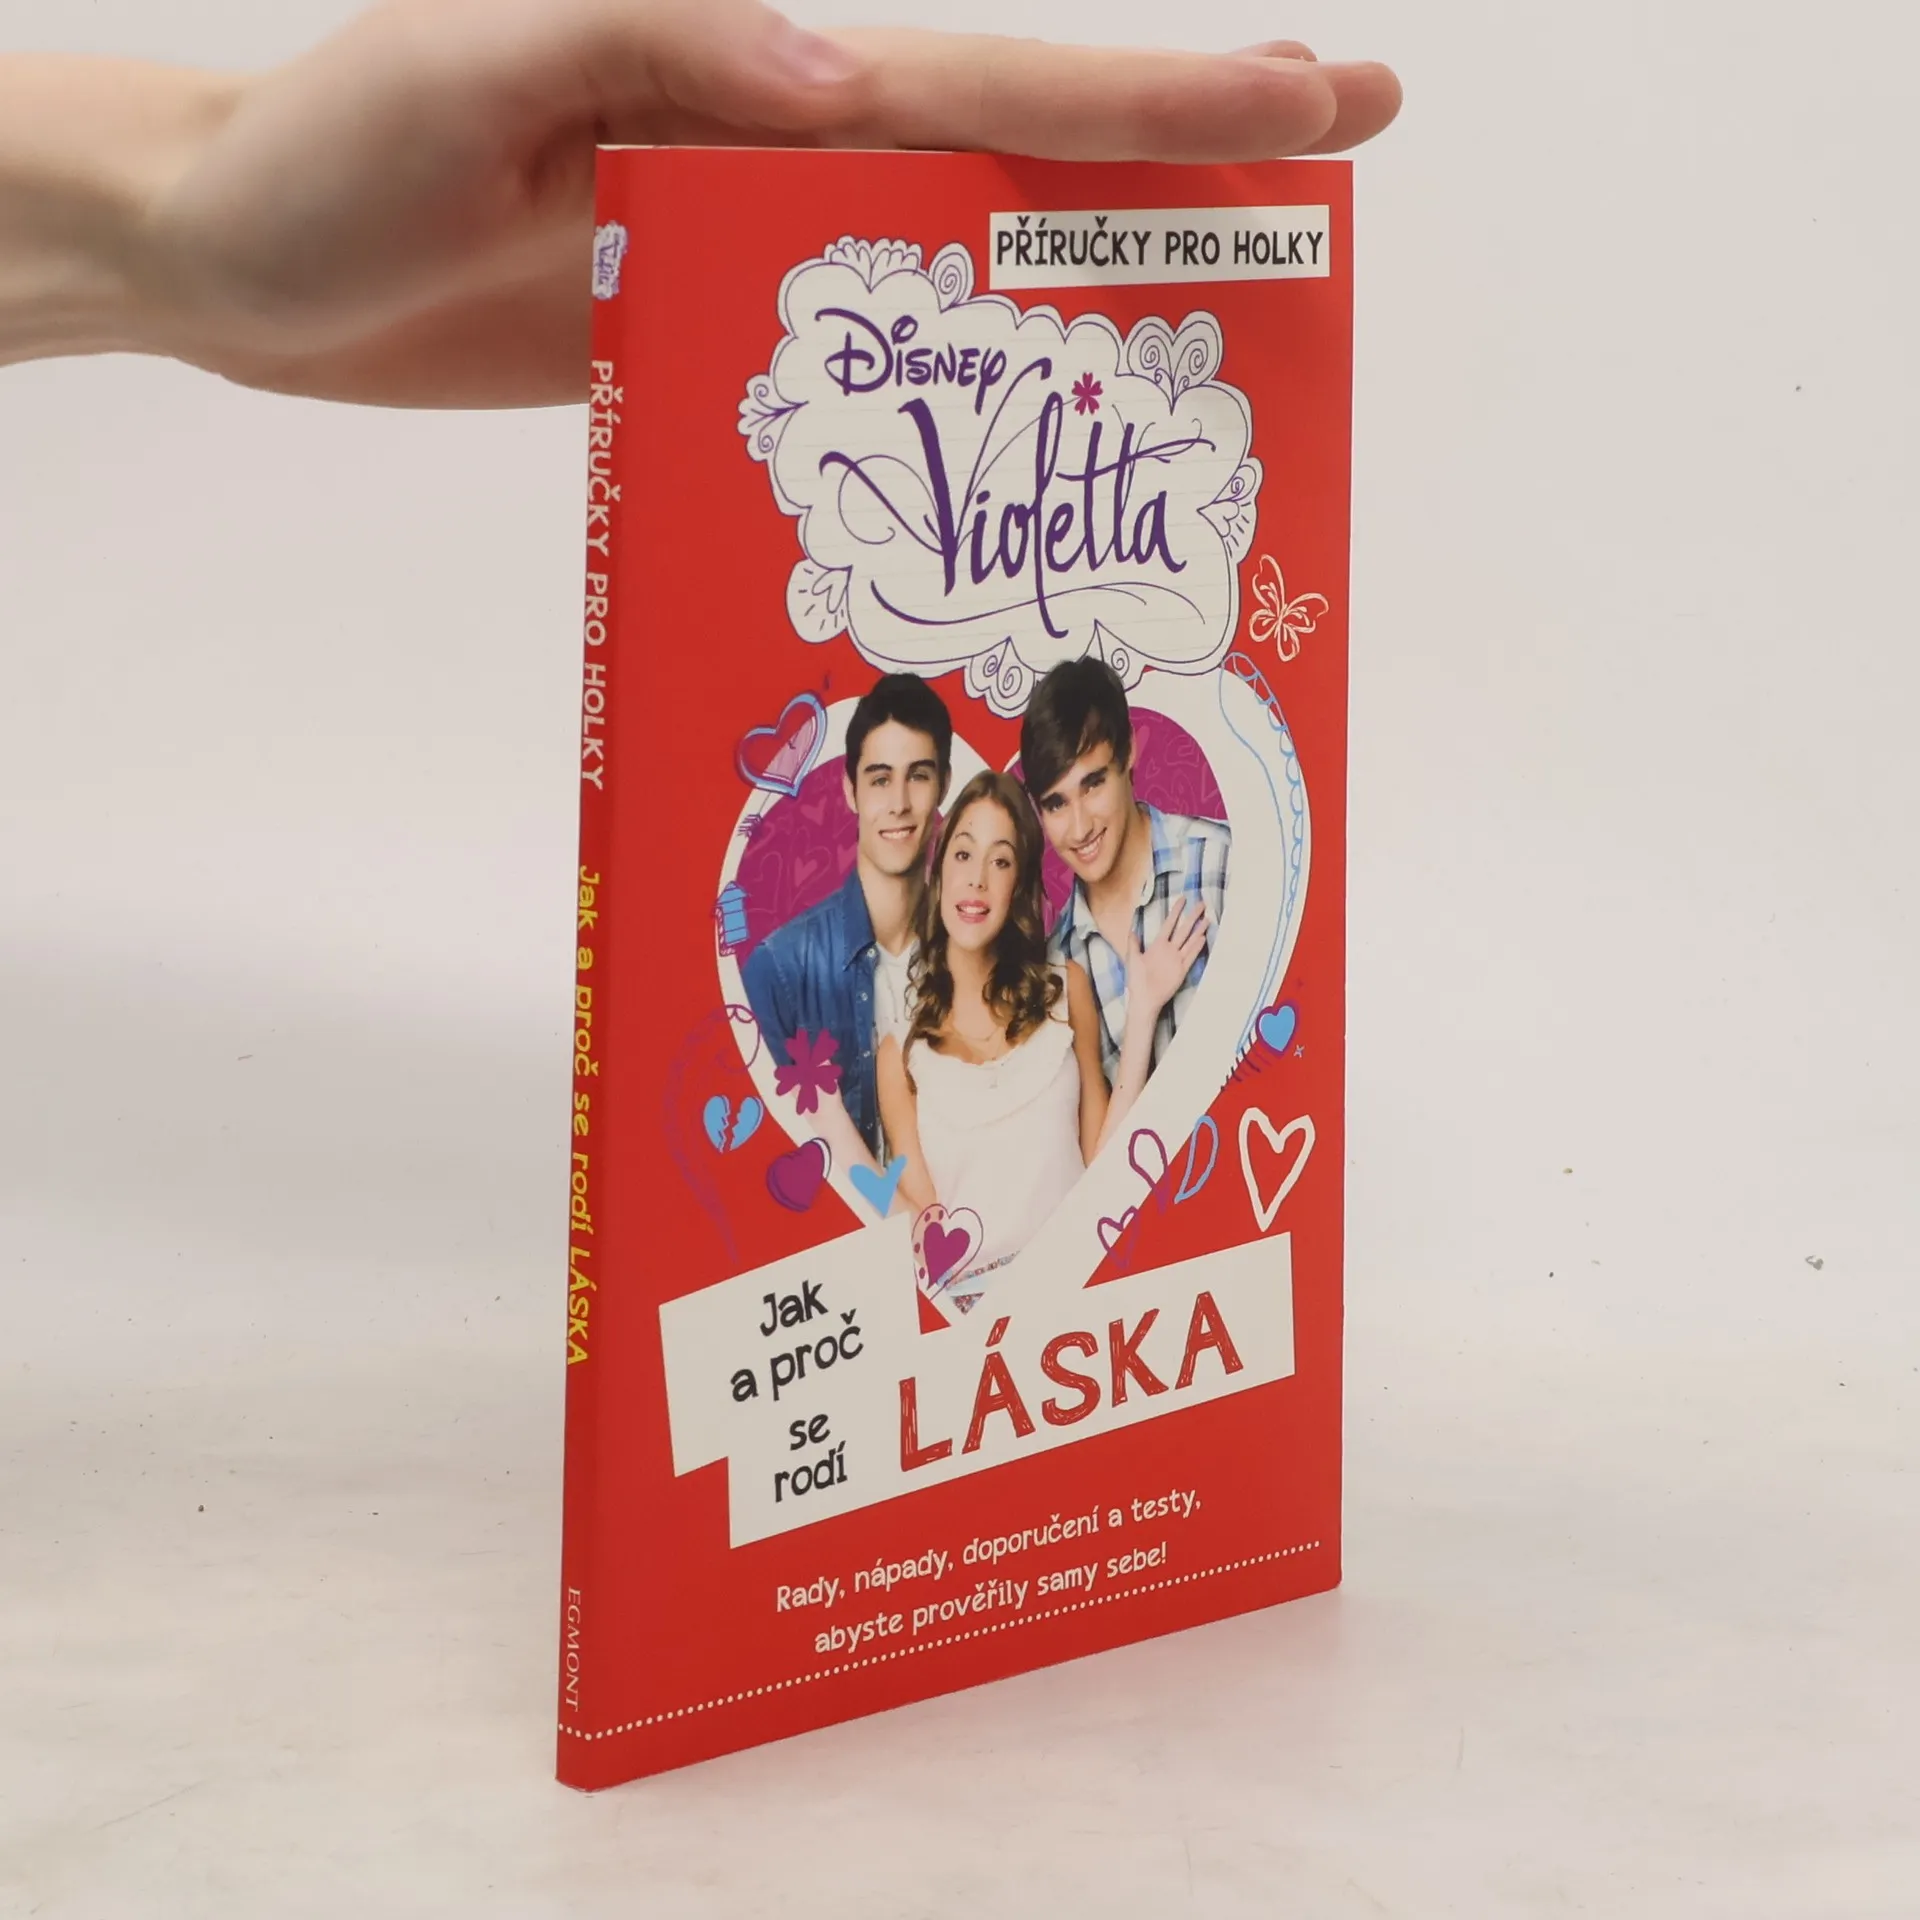 PŘÍRUČKY PRO HOLKY
Disney
Violetta
Jak
a proč
se
rodí
LÁSKA
Rady, nápady, doporučení a testy,
abyste prověřily samy sebe!
Violetta
PŘÍRUČKY PRO HOLKY Jak a proč se rodí LÁSKA
EGMONT